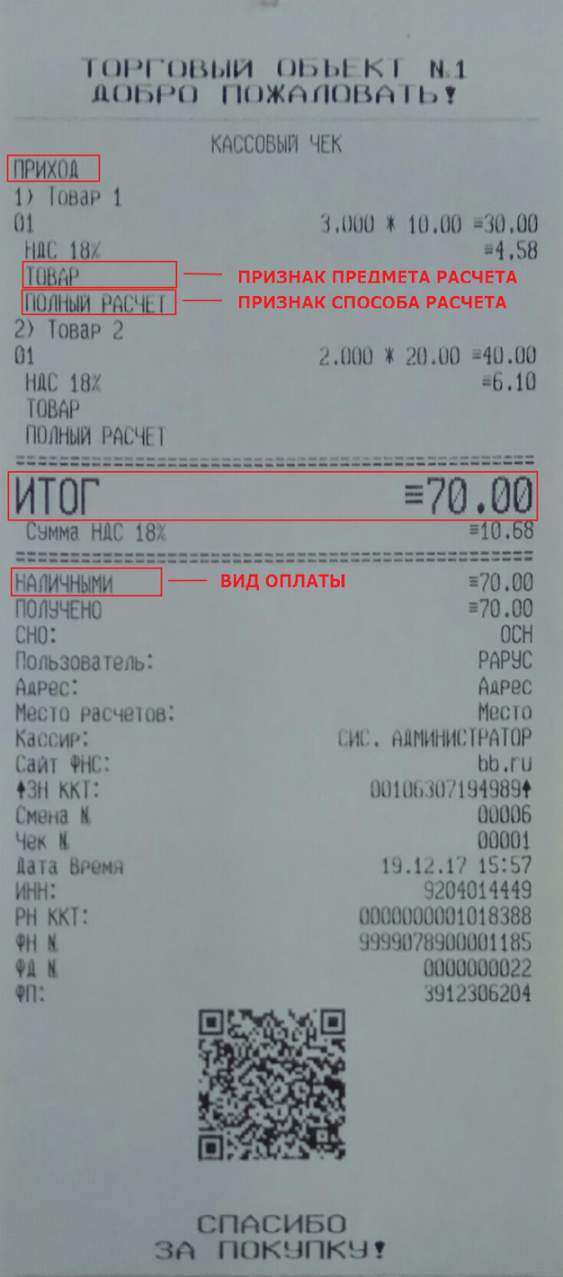 ТОРГОВЫЙ ОБЪЕКТ №1
ДОБРО ПОЖАЛОВАТЬ!
КАССОВЫЙ ЧЕК
ПРИХОД
1) Товар 1
01 3.000 * 10.00 ≡30.00
НДС 18% ≡4.58
ТОВАР ПРИЗНАК ПРЕДМЕТА РАСЧЕТА
ПОЛНЫЙ РАСЧЕТ ПРИЗНАК СПОСОБА РАСЧЕТА
2) Товар 2
01 2.000 * 20.00 ≡40.00
НДС 18% ≡6.10
ТОВАР
ПОЛНЫЙ РАСЧЕТ
ИТОГ ≡70.00
Сумма НДС 18% ≡10.68
НАЛИЧНЫМИ ВИД ОПЛАТЫ ≡70.00
ПОЛУЧЕНО ≡70.00
СНО: ОСН
Пользователь: РАРУС
Адрес: Адрес
Место расчетов: Место
Кассир: СИС. АДМИНИСТРАТОР
Сайт ФНС: bb.ru
↑ЗН ККТ: 00106307194989↑
Смена № 00006
Чек № 00001
Дата Время 19.12.17 15:57
ИНН: 9204014449
РН ККТ: 0000000001018388
ФН № 9999078900001185
ФД № 0000000022
ФП: 3912306204
СПАСИБО
ЗА ПОКУПКУ!